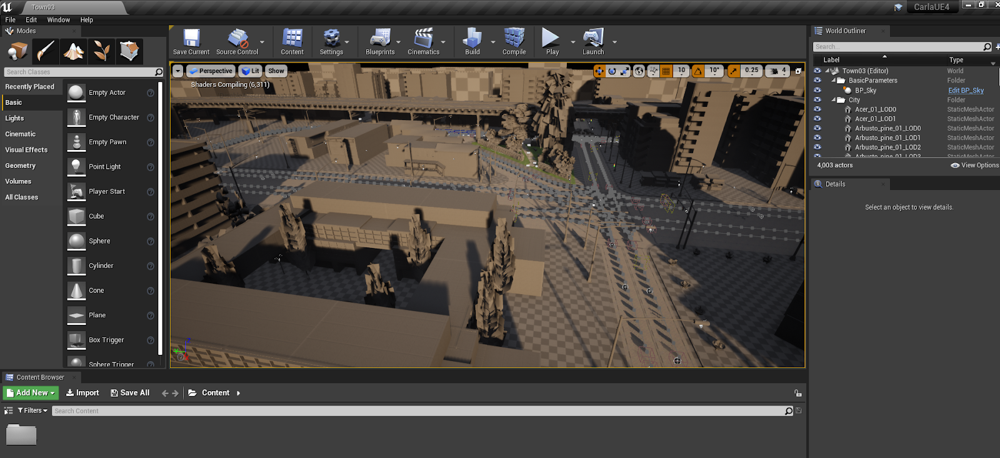 Town03
CarlaUE4
File Edit Window Help
Modes
Search Classes
Recently Placed
Basic
Lights
Cinematic
Visual Effects
Geometry
Volumes
All Classes
Empty Actor
Empty Character
Empty Pawn
Point Light
Player Start
Cube
Sphere
Cylinder
Cone
Plane
Box Trigger
Sphere Trigger
Save Current
Source Control
Content
Settings
Blueprints
Cinematics
Build
Compile
Play
Launch
Perspective
Lit
Show
10
10°
0.25
4
Shaders Compiling (6,311)
Z
World Outliner
Search...
Label Type
Town03 (Editor) World
BasicParameters Folder
BP_Sky Edit BP_Sky
City Folder
Acer_01_LOD0 StaticMeshActor
Acer_01_LOD1 StaticMeshActor
Arbusto_pine_01_LOD0 StaticMeshActor
Arbusto_pine_01_LOD1 StaticMeshActor
Arbusto_pine_01_LOD2 StaticMeshActor
Arbusto_pine_01_LOD3 StaticMeshActor
4,003 actors
View Options
Details
Select an object to view details.
Content Browser
Add New
Import
Save All
Content
Filters
Search Content